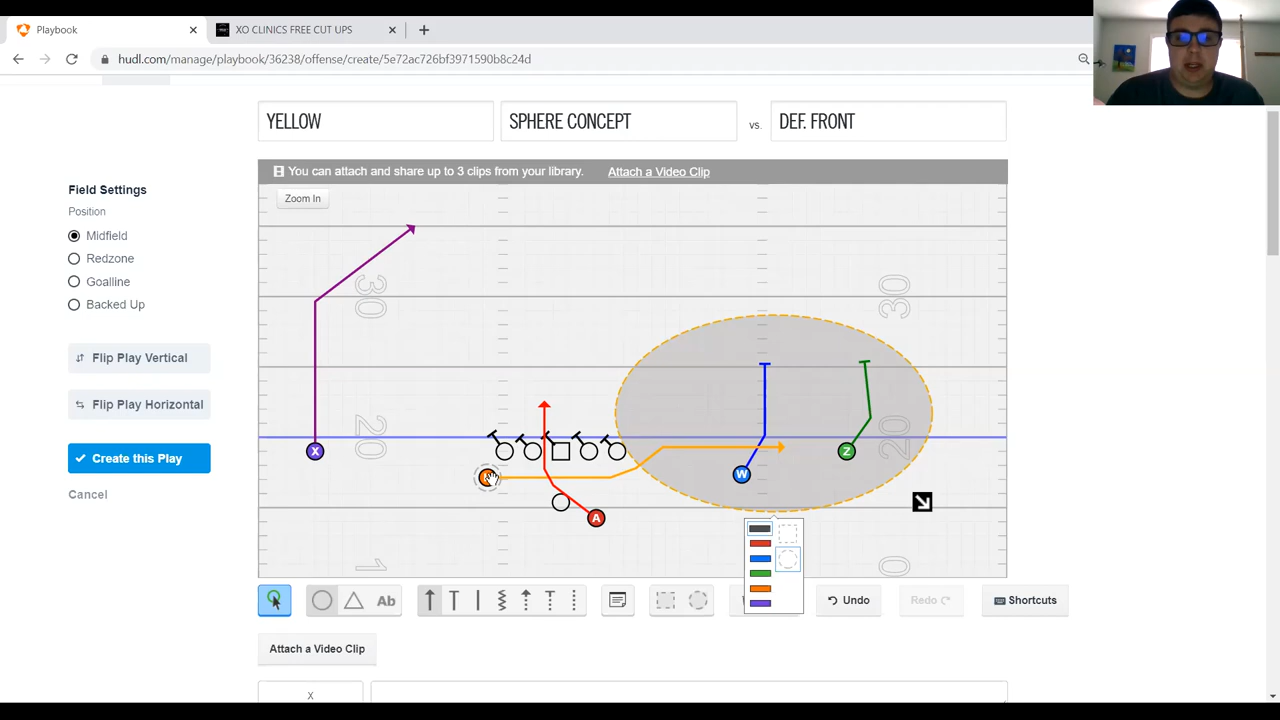 Playbook
XO CLINICS FREE CUT UPS
hudl.com/manage/playbook/36238/offense/create/5e72ac726bf3971590b8c24d
YELLOW
SPHERE CONCEPT
vs.
DEF. FRONT
You can attach and share up to 3 clips from your library.
Attach a Video Clip
Field Settings
Position
Midfield
Redzone
Goalline
Backed Up
Flip Play Vertical
Flip Play Horizontal
Create this Play
Cancel
Zoom In
30
30
20
20
1
0
X
W
Z
A
Ab
Undo
Redo
Shortcuts
Attach a Video Clip
X